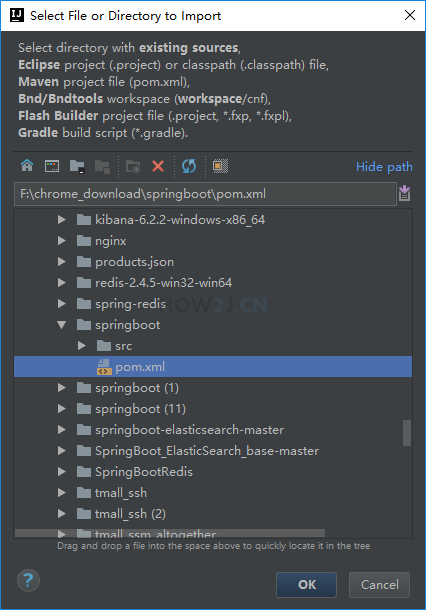 Select File or Directory to Import
Select directory with existing sources,
Eclipse project (.project) or classpath (.classpath) file,
Maven project file (pom.xml),
Bnd/Bndtools workspace (workspace/cnf),
Flash Builder project file (.project, *.fxp, *.fxpl),
Gradle build script (*.gradle).
Hide path
F:\chrome_download\springboot\pom.xml
kibana-6.2.2-windows-x86_64
nginx
products.json
redis-2.4.5-win32-win64
spring-redis
HOW2J.CN
springboot
src
pom.xml
springboot (1)
springboot (11)
springboot-elasticsearch-master
SpringBoot_ElasticSearch_base-master
SpringBootRedis
tmall_ssh
tmall_ssh (2)
tmall_ssm_altogether
Drag and drop a file into the space above to quickly locate it in the tree
?
OK
Cancel